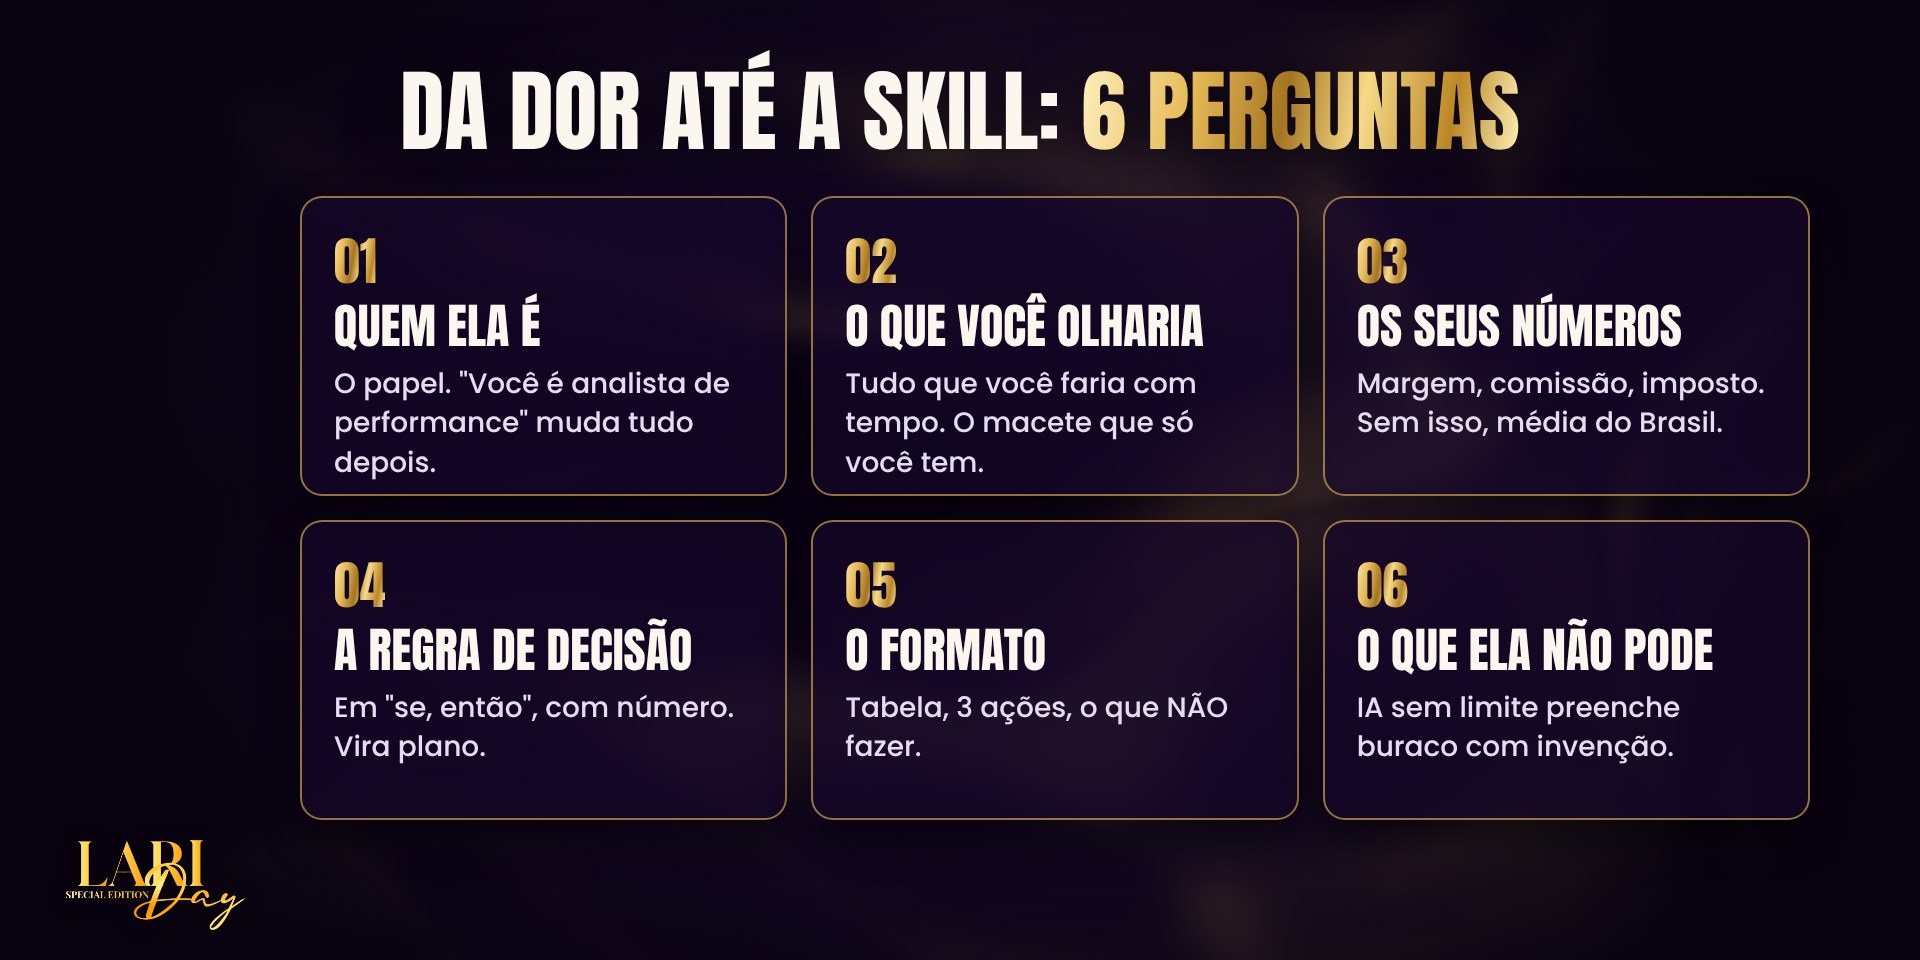 DA DOR ATÉ A SKILL: 6 PERGUNTAS
01
QUEM ELA É
O papel. "Você é analista de
performance" muda tudo
depois.
02
O QUE VOCÊ OLHARIA
Tudo que você faria com
tempo. O macete que só
você tem.
03
OS SEUS NÚMEROS
Margem, comissão, imposto.
Sem isso, média do Brasil.
04
A REGRA DE DECISÃO
Em "se, então", com número.
Vira plano.
05
O FORMATO
Tabela, 3 ações, o que NÃO
fazer.
06
O QUE ELA NÃO PODE
IA sem limite preenche
buraco com invenção.
LABI
SPECIAL EDITION Day